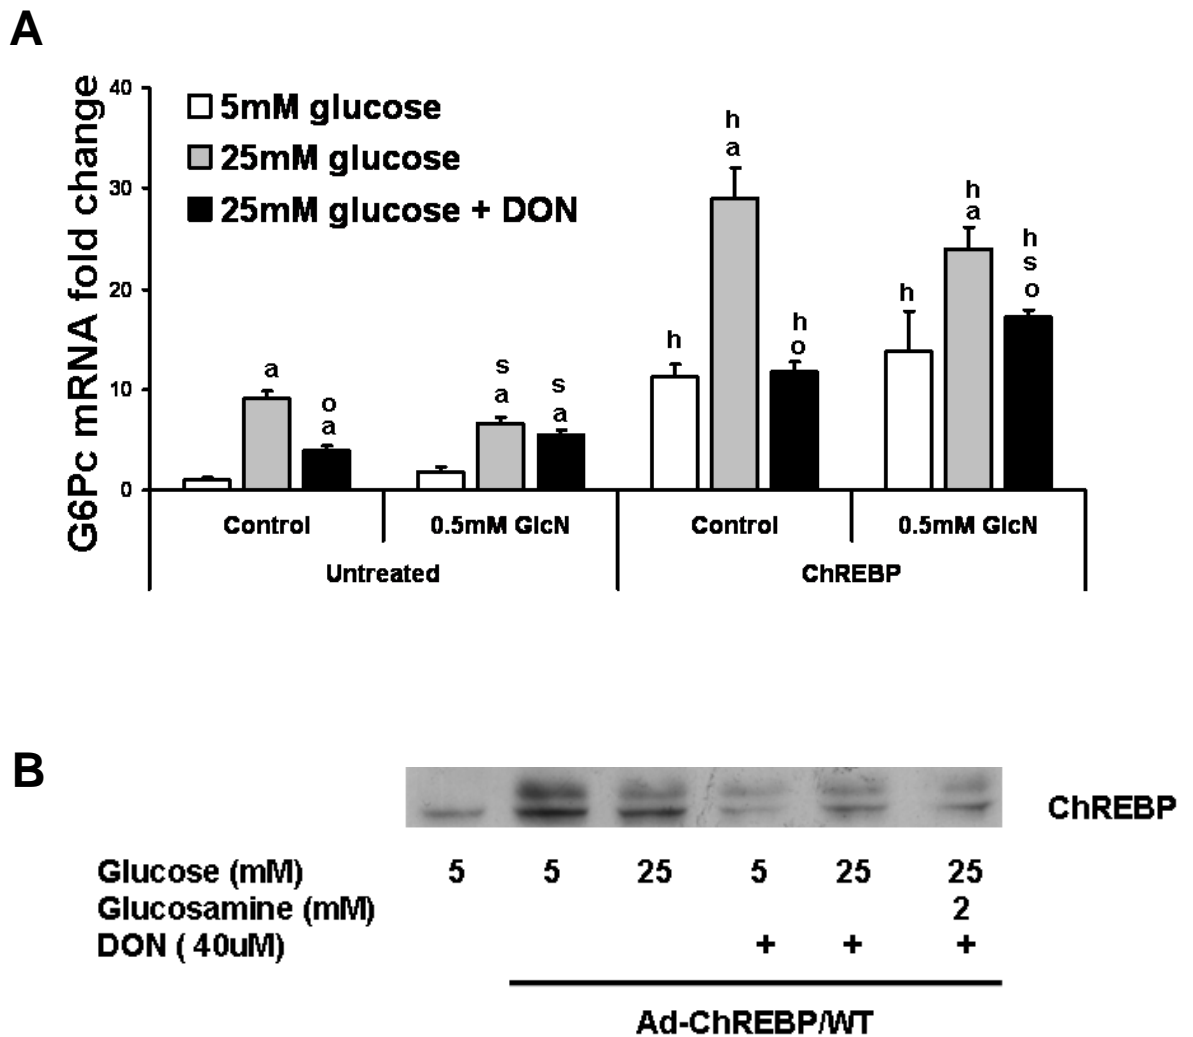 A
G6Pc mRNA fold change
40
30
20
10
0
5mM glucose
25mM glucose
25mM glucose + DON
a
o
a
s
a
s
a
h
h
a
h
o
h
h
a
h
s
o
Control
0.5mM GlcN
Control
0.5mM GlcN
Untreated
ChREBP
B
ChREBP
Glucose (mM) 5 5 25 5 25 25
Glucosamine (mM) 2
DON ( 40uM) + + +
Ad-ChREBP/WT